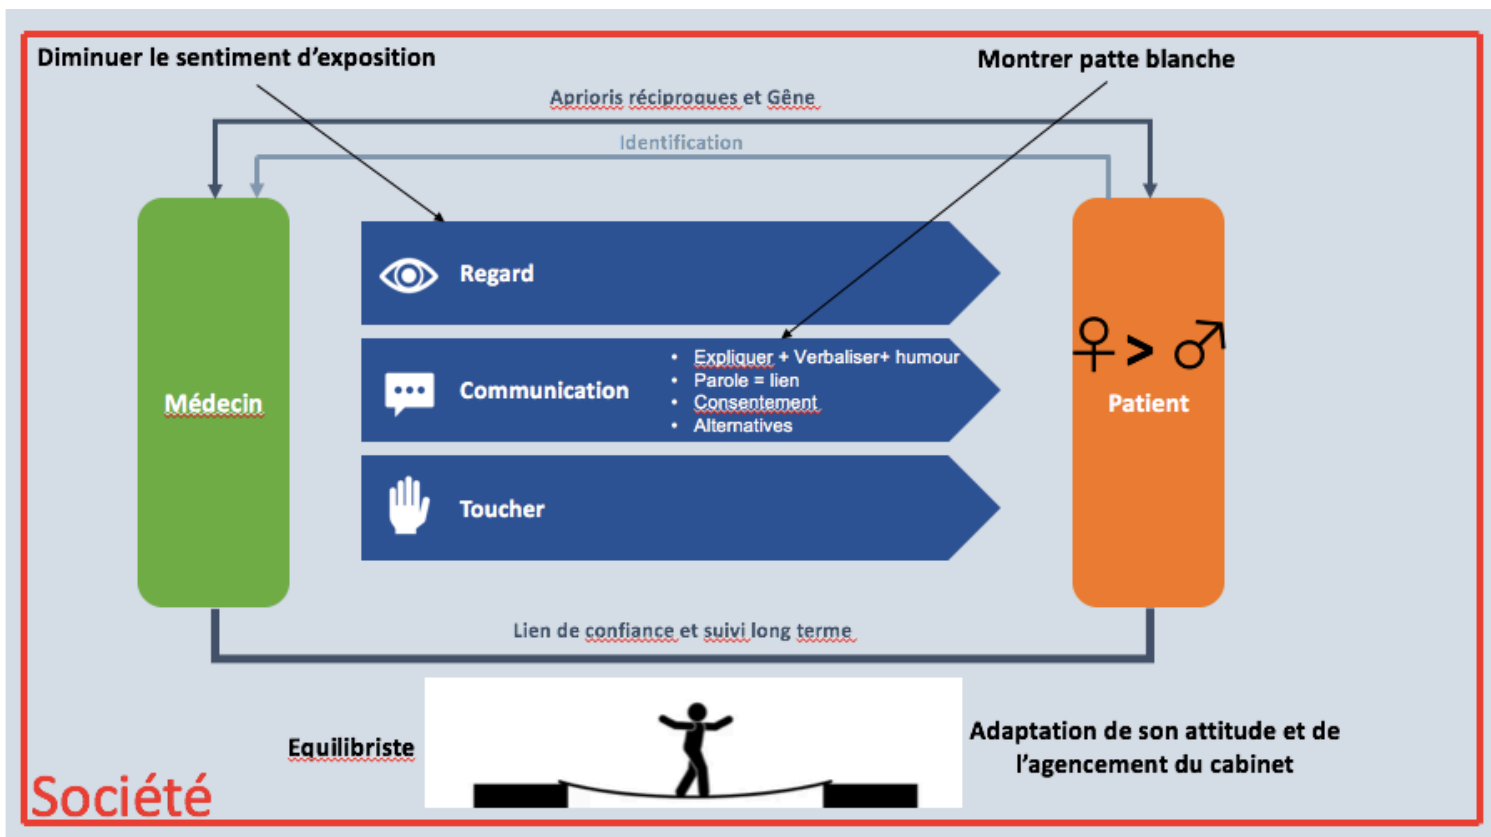 Diminuer le sentiment d'exposition
Montrer patte blanche
Aprioris réciproques et Gêne
Identification
Regard
Communication
• Expliquer + Verbaliser+ humour
• Parole = lien
• Consentement
• Alternatives
Toucher
Médecin
♀ > ♂
Patient
Lien de confiance et suivi long terme
Equilibriste
Adaptation de son attitude et de
l'agencement du cabinet
Société